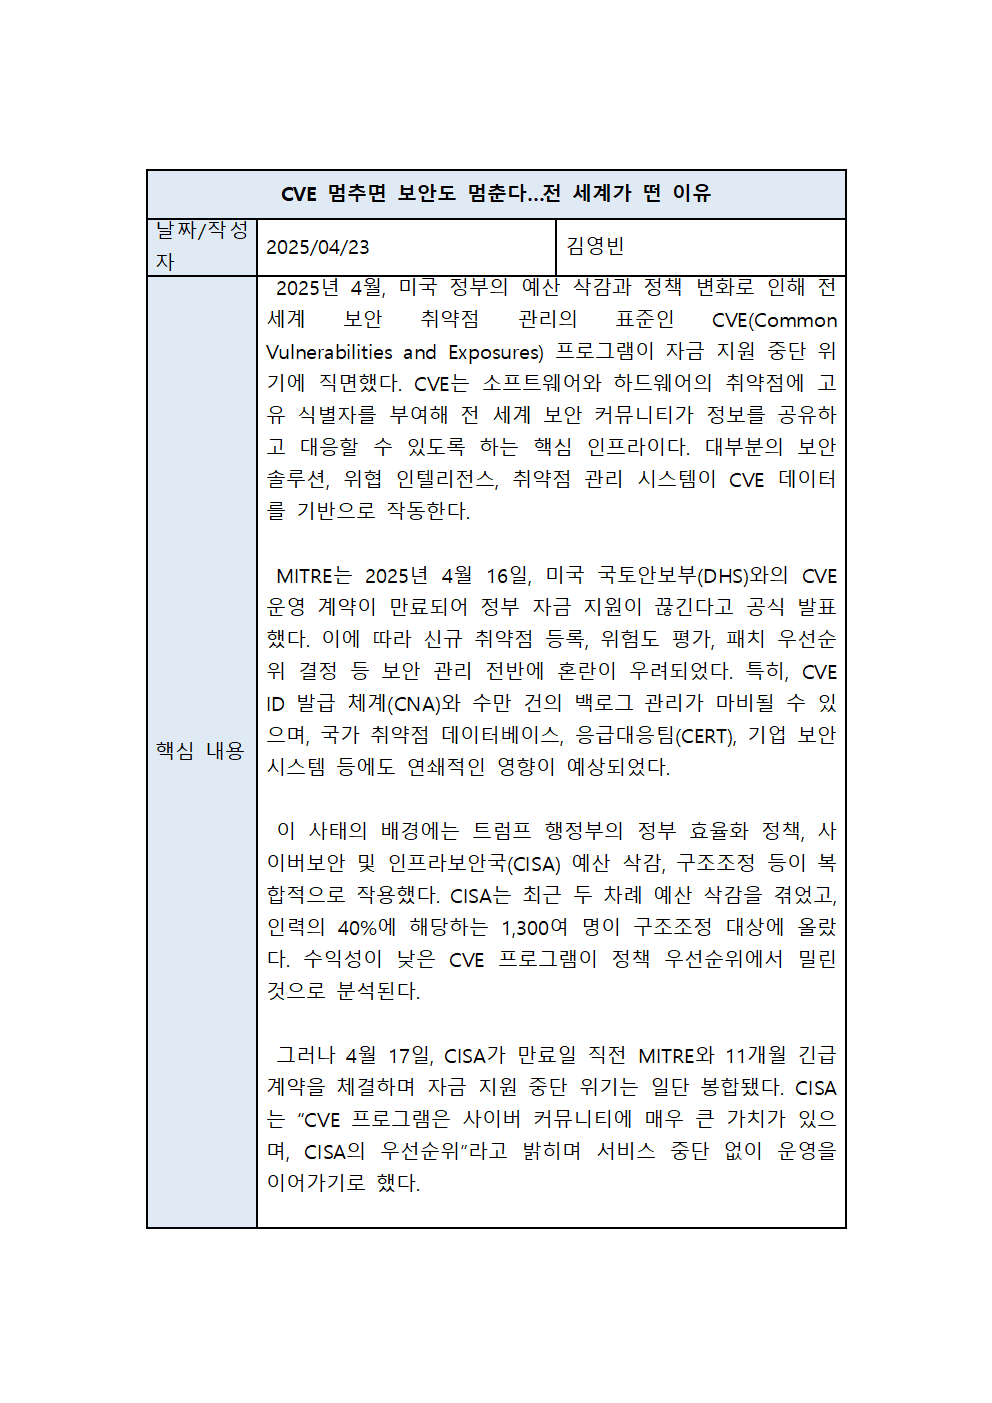 CVE 멈추면 보안도 멈춘다...전 세계가 떤 이유
날짜/작성
자
2025/04/23
김영빈
핵심 내용
2025년 4월, 미국 정부의 예산 삭감과 정책 변화로 인해 전
세계 보안 취약점 관리의 표준인 CVE(Common
Vulnerabilities and Exposures) 프로그램이 자금 지원 중단 위
기에 직면했다. CVE는 소프트웨어와 하드웨어의 취약점에 고
유 식별자를 부여해 전 세계 보안 커뮤니티가 정보를 공유하
고 대응할 수 있도록 하는 핵심 인프라이다. 대부분의 보안
솔루션, 위협 인텔리전스, 취약점 관리 시스템이 CVE 데이터
를 기반으로 작동한다.
MITRE는 2025년 4월 16일, 미국 국토안보부(DHS)와의 CVE
운영 계약이 만료되어 정부 자금 지원이 끊긴다고 공식 발표
했다. 이에 따라 신규 취약점 등록, 위험도 평가, 패치 우선순
위 결정 등 보안 관리 전반에 혼란이 우려되었다. 특히, CVE
ID 발급 체계(CNA)와 수만 건의 백로그 관리가 마비될 수 있
으며, 국가 취약점 데이터베이스, 응급대응팀(CERT), 기업 보안
시스템 등에도 연쇄적인 영향이 예상되었다.
이 사태의 배경에는 트럼프 행정부의 정부 효율화 정책, 사
이버보안 및 인프라보안국(CISA) 예산 삭감, 구조조정 등이 복
합적으로 작용했다. CISA는 최근 두 차례 예산 삭감을 겪었고,
인력의 40%에 해당하는 1,300여 명이 구조조정 대상에 올랐
다. 수익성이 낮은 CVE 프로그램이 정책 우선순위에서 밀린
것으로 분석된다.
그러나 4월 17일, CISA가 만료일 직전 MITRE와 11개월 긴급
계약을 체결하며 자금 지원 중단 위기는 일단 봉합됐다. CISA
는 “CVE 프로그램은 사이버 커뮤니티에 매우 큰 가치가 있으
며, CISA의 우선순위”라고 밝히며 서비스 중단 없이 운영을
이어가기로 했다.